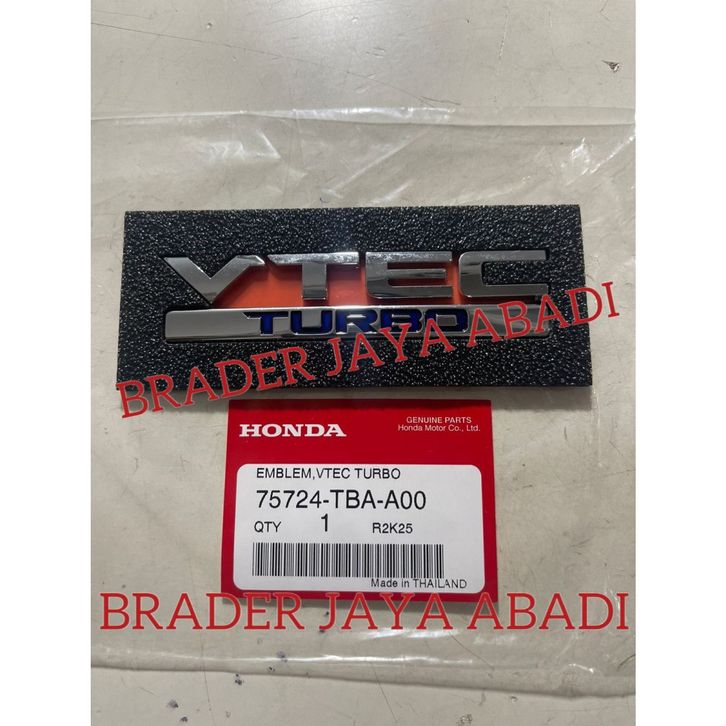 VTEC
TURBO
BRADER JAYA ABADI
HONDA
GENUINE PARTS
Honda Motor Co., Ltd.
EMBLEM,VTEC TURBO
75724-TBA-A00
QTY 1 R2K25
Made in THAILAND
BRADER JAYA ABADI